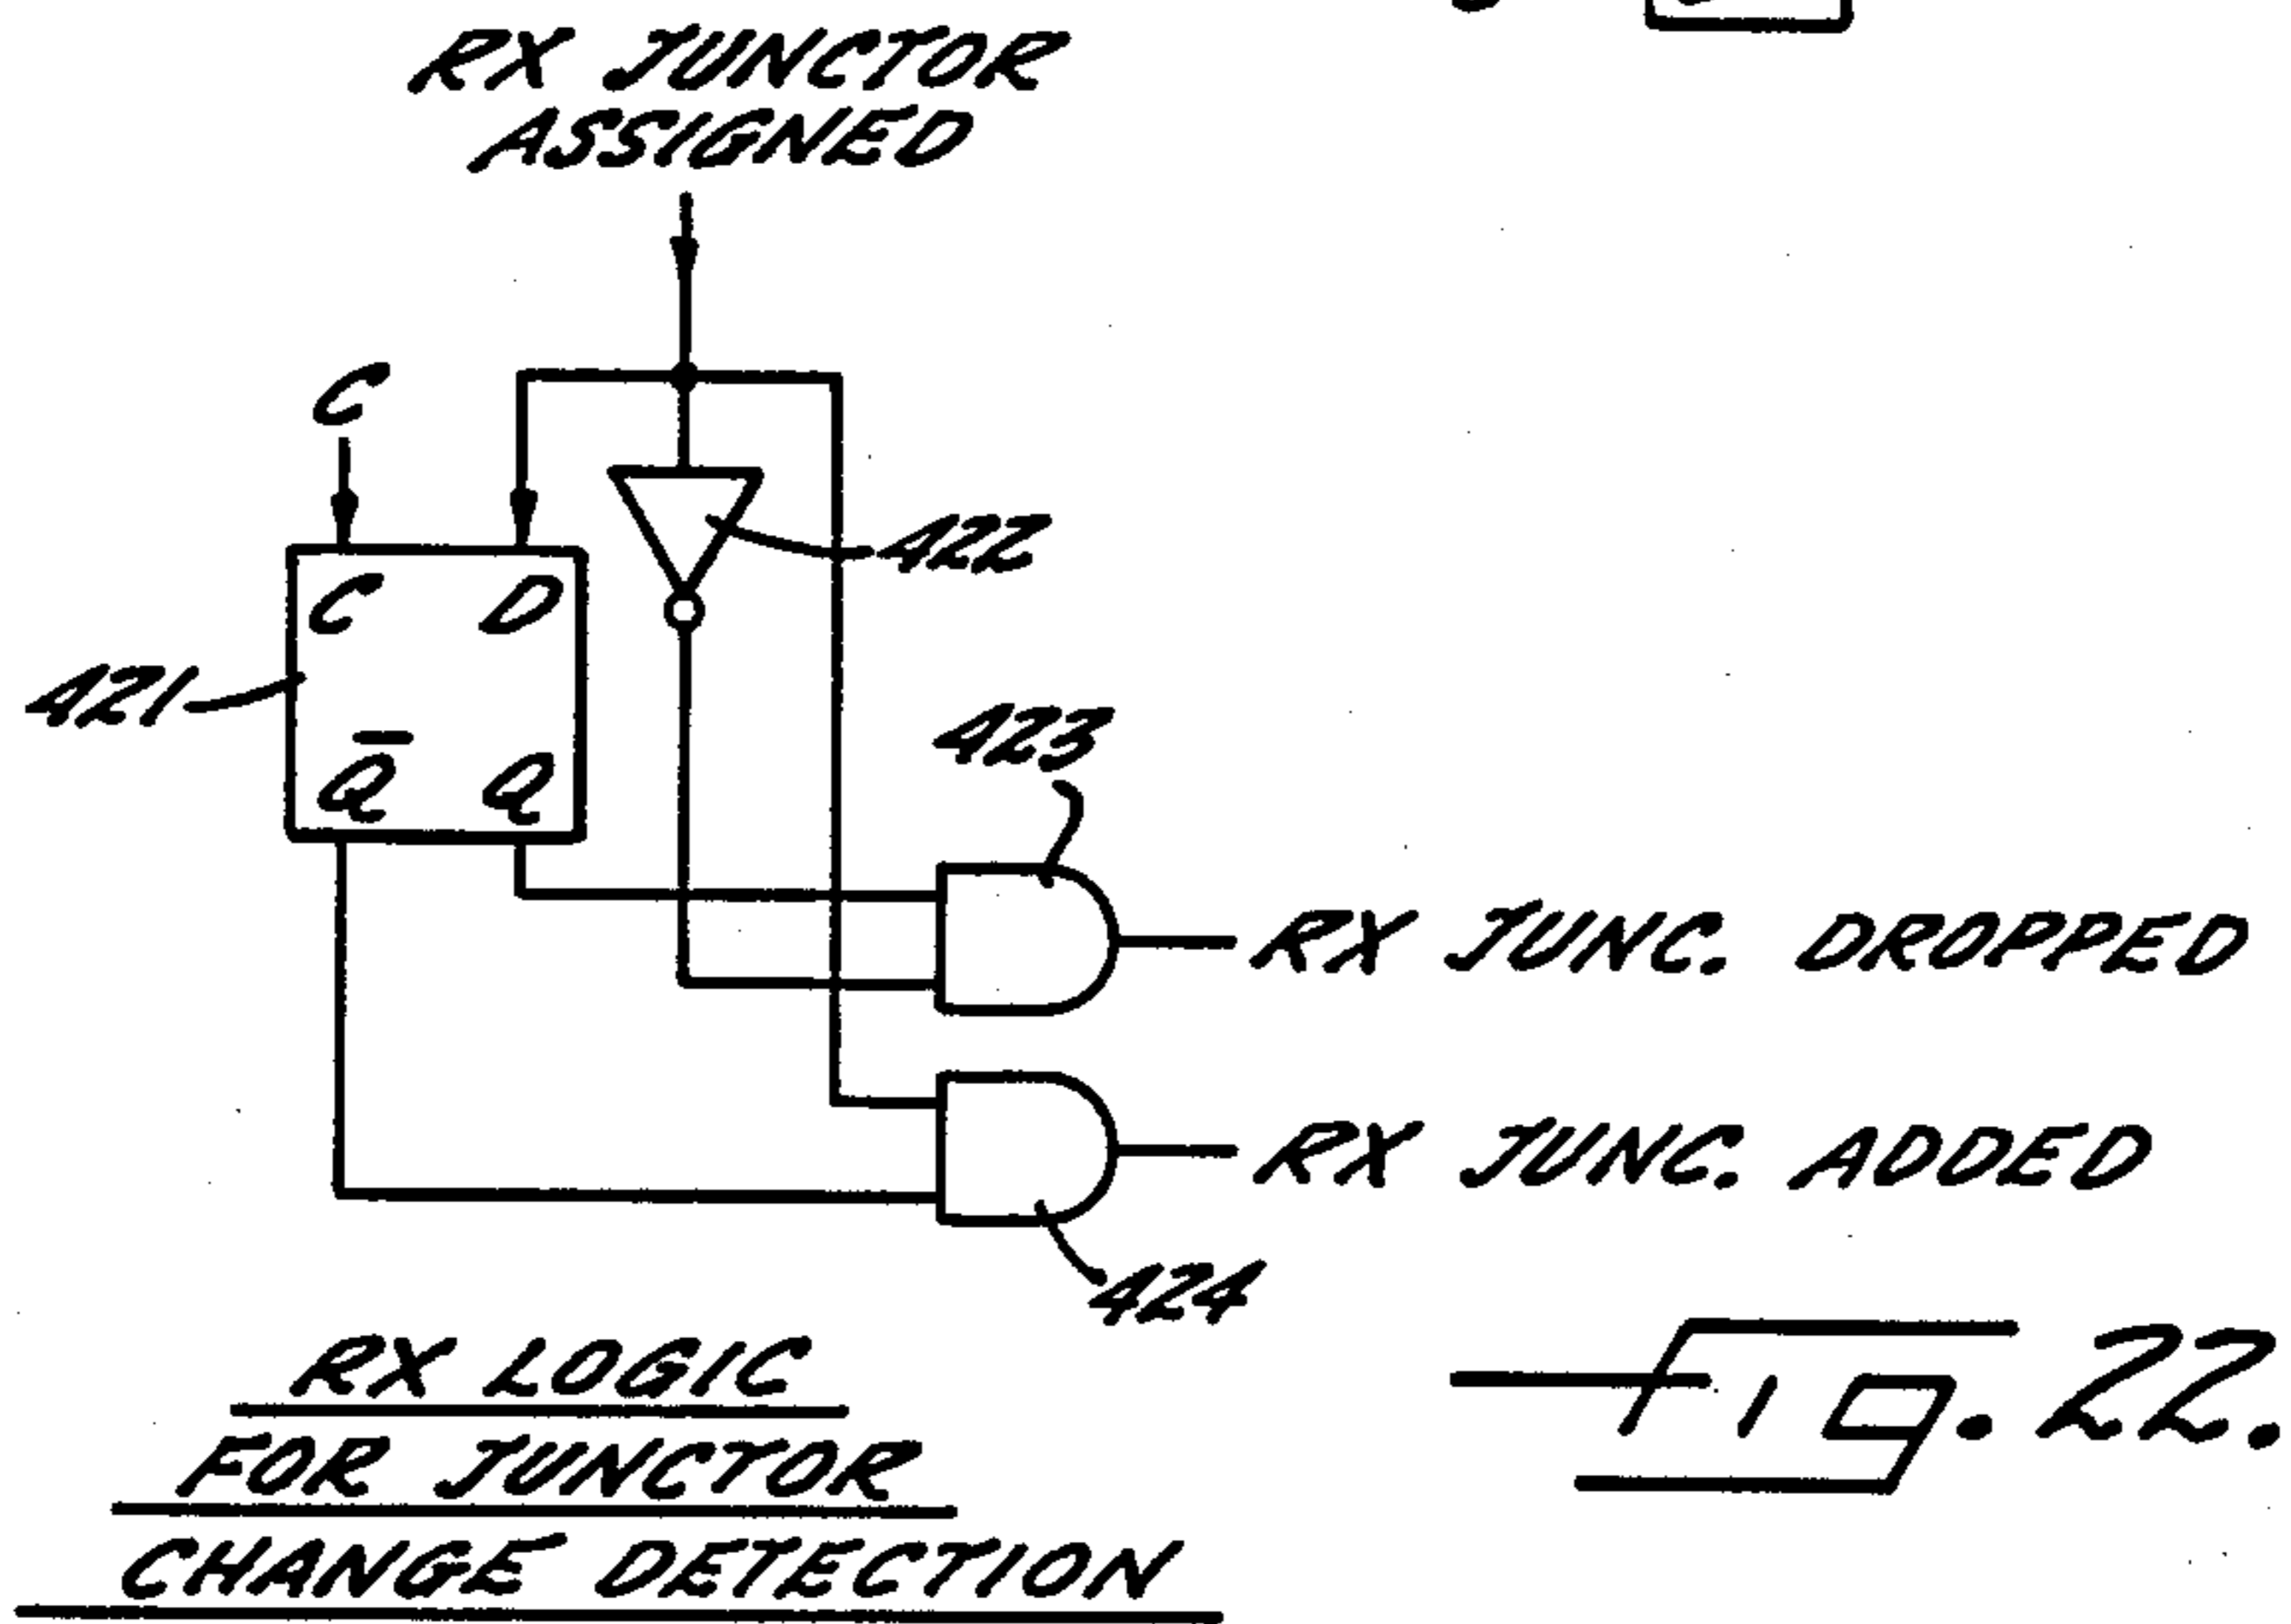 RX JUNCTOR
ASSIGNED
C
422
C D
421
Q̅ Q
423
RX JUNC. DROPPED
RX JUNC. ADDED
424
RX LOGIC
FOR JUNCTOR
CHANGE DETECTION
Fig. 22.